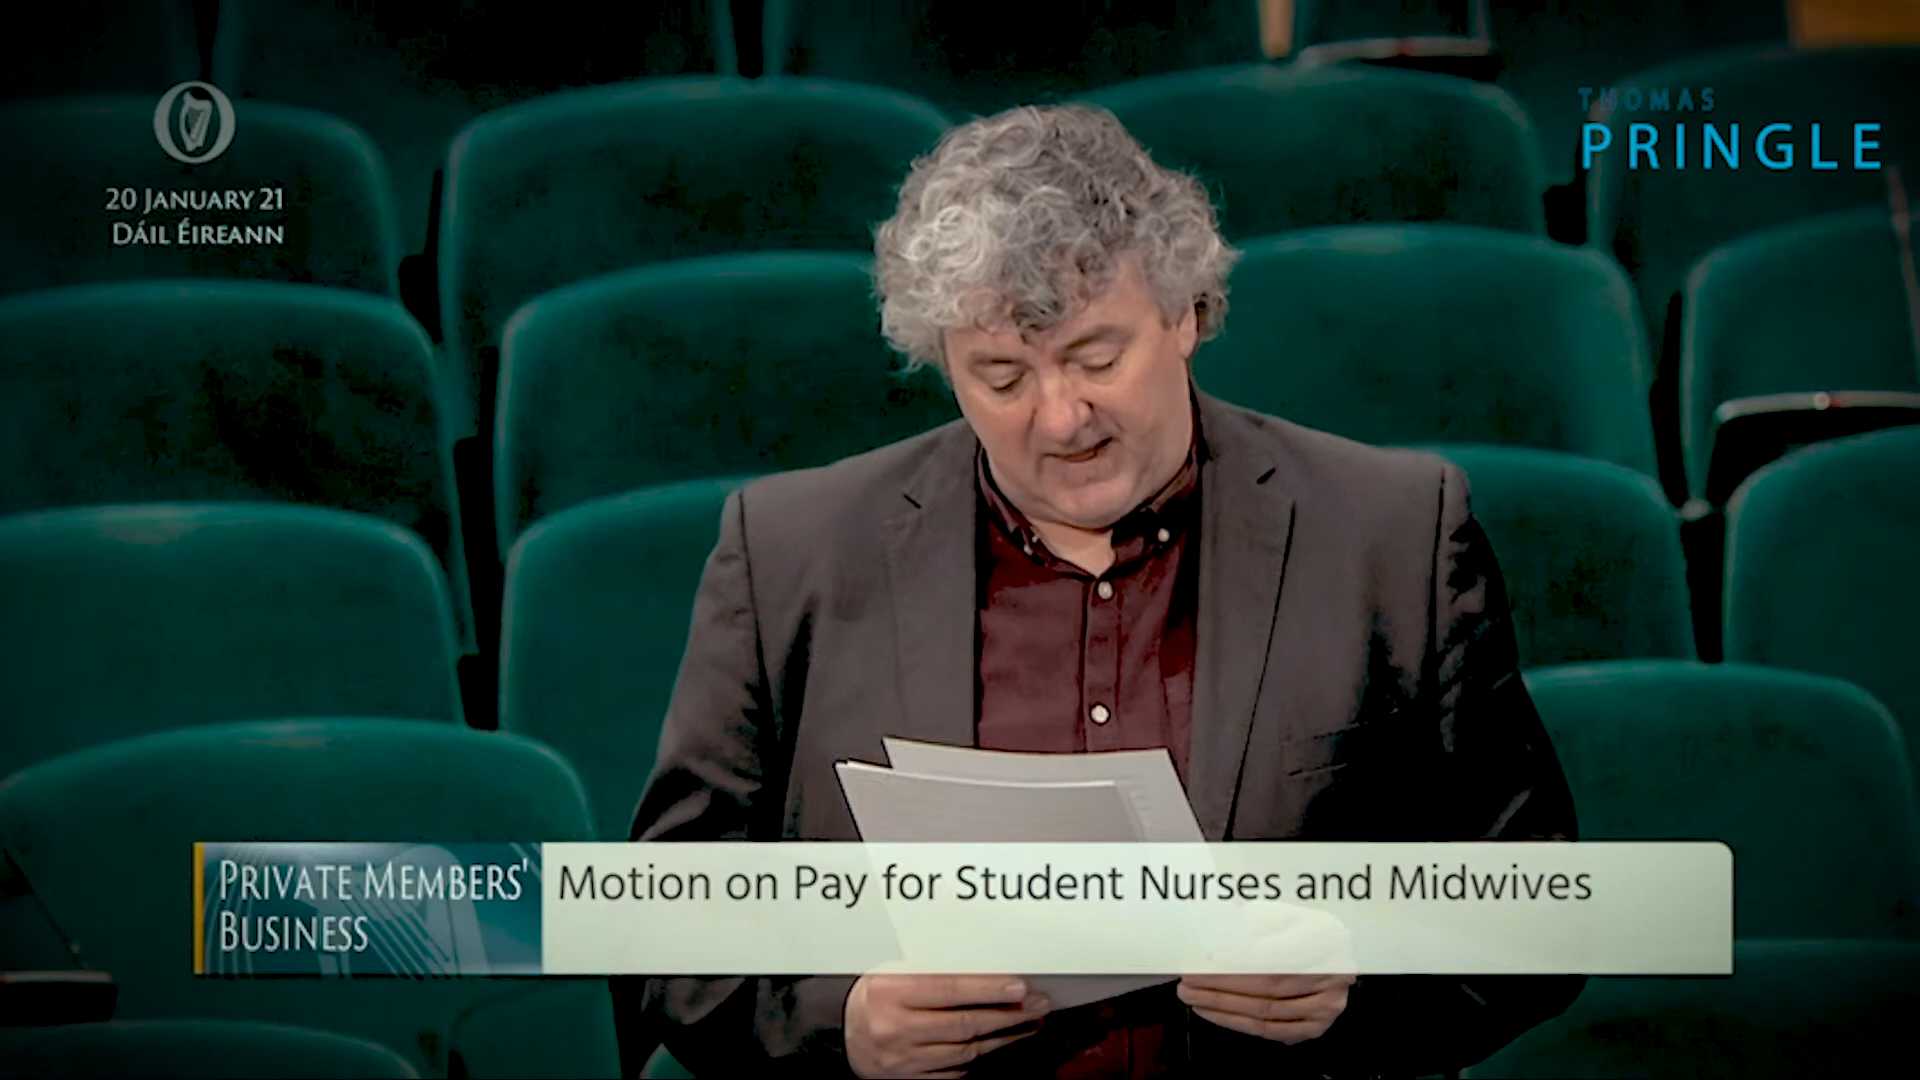 20 JANUARY 21
DÁIL ÉIREANN
THOMAS
PRINGLE
PRIVATE MEMBERS'
BUSINESS
Motion on Pay for Student Nurses and Midwives